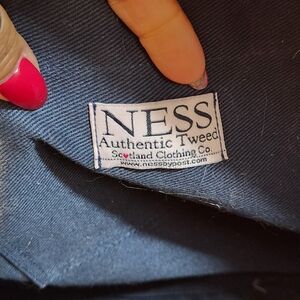 NESS
Authentic Tweed
Scotland Clothing Co.
www.nessbypost.com